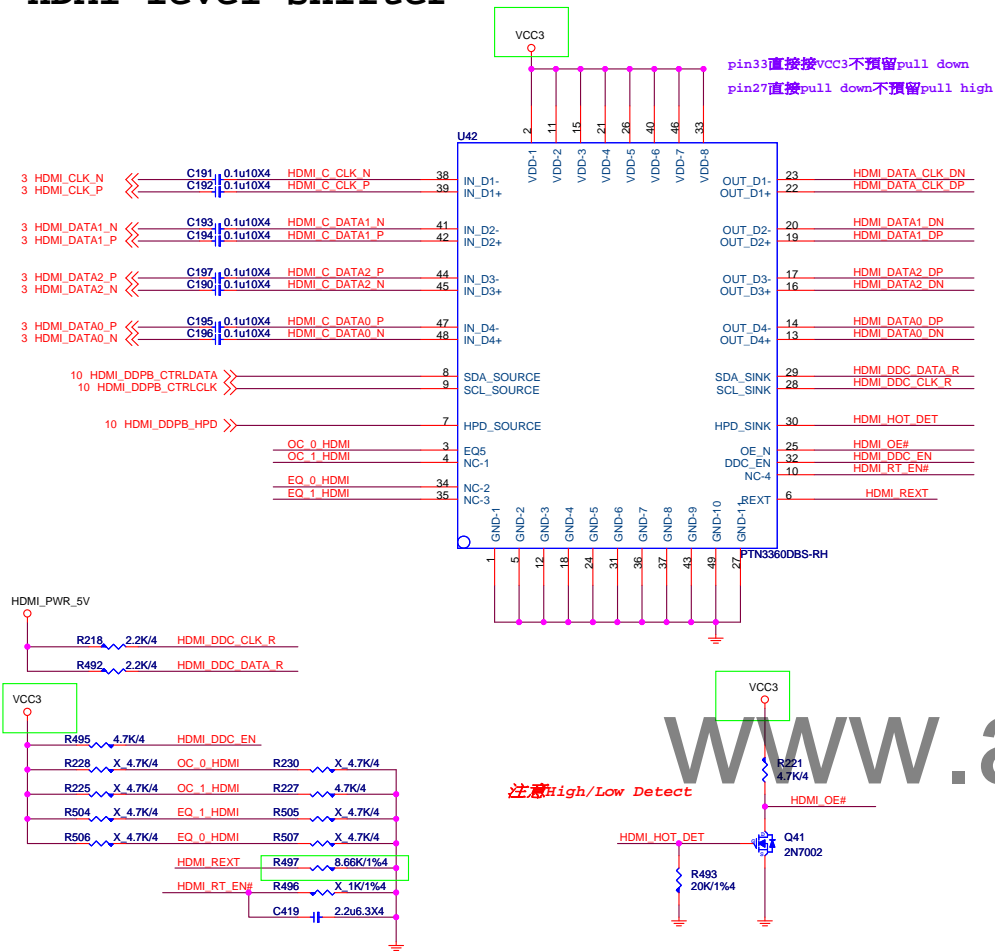 HDMI level shifter
VCC3
pin33直接接VCC3不預留pull down
pin27直接pull down不預留pull high
U42
2 11 15 21 26 40 46 33
VDD-1 VDD-2 VDD-3 VDD-4 VDD-5 VDD-6 VDD-7 VDD-8
3 HDMI_CLK_N C191 0.1u10X4 HDMI_C_CLK_N 38 IN_D1- OUT_D1- 23 HDMI_DATA_CLK_DN
3 HDMI_CLK_P C192 0.1u10X4 HDMI_C_CLK_P 39 IN_D1+ OUT_D1+ 22 HDMI_DATA_CLK_DP
3 HDMI_DATA1_N C193 0.1u10X4 HDMI_C_DATA1_N 41 IN_D2- OUT_D2- 20 HDMI_DATA1_DN
3 HDMI_DATA1_P C194 0.1u10X4 HDMI_C_DATA1_P 42 IN_D2+ OUT_D2+ 19 HDMI_DATA1_DP
3 HDMI_DATA2_P C197 0.1u10X4 HDMI_C_DATA2_P 44 IN_D3- OUT_D3- 17 HDMI_DATA2_DP
3 HDMI_DATA2_N C190 0.1u10X4 HDMI_C_DATA2_N 45 IN_D3+ OUT_D3+ 16 HDMI_DATA2_DN
3 HDMI_DATA0_P C195 0.1u10X4 HDMI_C_DATA0_P 47 IN_D4- OUT_D4- 14 HDMI_DATA0_DP
3 HDMI_DATA0_N C196 0.1u10X4 HDMI_C_DATA0_N 48 IN_D4+ OUT_D4+ 13 HDMI_DATA0_DN
10 HDMI_DDPB_CTRLDATA 8 SDA_SOURCE SDA_SINK 29 HDMI_DDC_DATA_R
10 HDMI_DDPB_CTRLCLK 9 SCL_SOURCE SCL_SINK 28 HDMI_DDC_CLK_R
10 HDMI_DDPB_HPD 7 HPD_SOURCE HPD_SINK 30 HDMI_HOT_DET
OC_0_HDMI 3 EQ5 OE_N 25 HDMI_OE#
OC_1_HDMI 4 NC-1 DDC_EN 32 HDMI_DDC_EN
NC-4 10 HDMI_RT_EN#
EQ_0_HDMI 34 NC-2
EQ_1_HDMI 35 NC-3 REXT 6 HDMI_REXT
GND-1 GND-2 GND-3 GND-4 GND-5 GND-6 GND-7 GND-8 GND-9 GND-10 GND-11
PTN3360DBS-RH
1 5 12 18 24 31 36 37 43 49 27
HDMI_PWR_5V
R218 2.2K/4 HDMI_DDC_CLK_R
R492 2.2K/4 HDMI_DDC_DATA_R
VCC3
R495 4.7K/4 HDMI_DDC_EN
R228 X_4.7K/4 OC_0_HDMI R230 X_4.7K/4
R225 X_4.7K/4 OC_1_HDMI R227 4.7K/4
R504 X_4.7K/4 EQ_1_HDMI R505 X_4.7K/4
R506 X_4.7K/4 EQ_0_HDMI R507 X_4.7K/4
HDMI_REXT R497 8.66K/1%4
HDMI_RT_EN# R496 X_1K/1%4
C419 2.2u6.3X4
VCC3
www.a
R221
4.7K/4
注意High/Low Detect
HDMI_OE#
HDMI_HOT_DET
Q41
2N7002
R493
20K/1%4